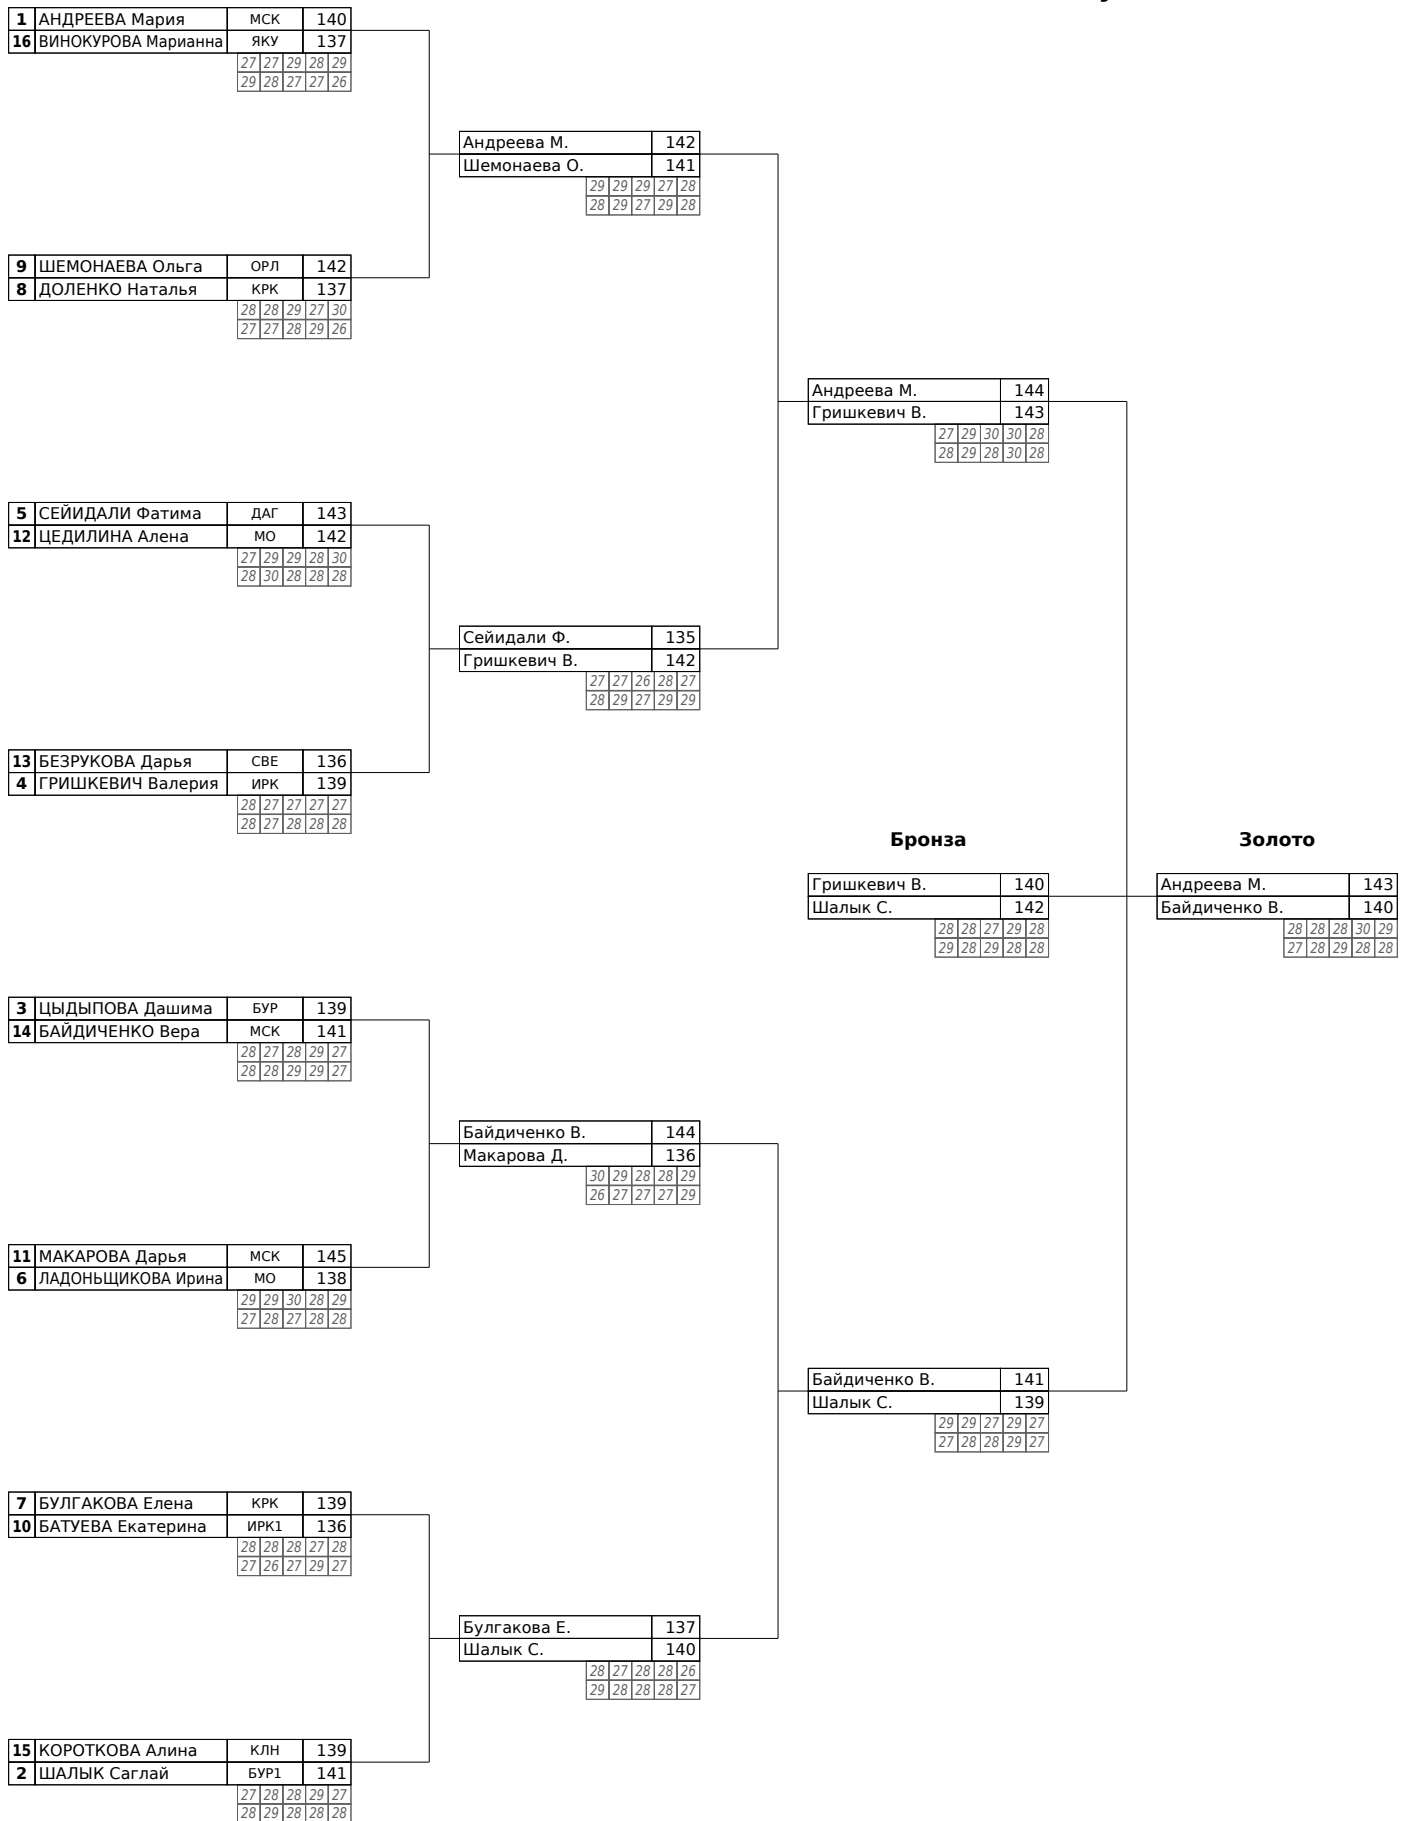 1 АНДРЕЕВА Мария МСК 140
16 ВИНОКУРОВА Марианна ЯКУ 137
27 27 29 28 29
29 28 27 27 26
Андреева М. 142
Шемонаева О. 141
29 29 29 27 28
28 29 27 29 28
9 ШЕМОНАЕВА Ольга ОРЛ 142
8 ДОЛЕНКО Наталья КРК 137
28 28 29 27 30
27 27 28 29 26
Андреева М. 144
Гришкевич В. 143
27 29 30 30 28
28 29 28 30 28
5 СЕЙИДАЛИ Фатима ДАГ 143
12 ЦЕДИЛИНА Алена МО 142
27 29 29 28 30
28 30 28 28 28
Сейидали Ф. 135
Гришкевич В. 142
27 27 26 28 27
28 29 27 29 29
13 БЕЗРУКОВА Дарья СВЕ 136
4 ГРИШКЕВИЧ Валерия ИРК 139
28 27 27 27 27
28 27 28 28 28
Бронза Золото
Гришкевич В. 140 Андреева М. 143
Шалык С. 142 Байдиченко В. 140
28 28 27 29 28 28 28 28 30 29
29 28 29 28 28 27 28 29 28 28
3 ЦЫДЫПОВА Дашима БУР 139
14 БАЙДИЧЕНКО Вера МСК 141
28 27 28 29 27
28 28 29 29 27
Байдиченко В. 144
Макарова Д. 136
30 29 28 28 29
26 27 27 27 29
11 МАКАРОВА Дарья МСК 145
6 ЛАДОНЬЩИКОВА Ирина МО 138
29 29 30 28 29
27 28 27 28 28
Байдиченко В. 141
Шалык С. 139
29 29 27 29 27
27 28 28 29 27
7 БУЛГАКОВА Елена КРК 139
10 БАТУЕВА Екатерина ИРК1 136
28 28 28 27 28
27 26 27 29 27
Булгакова Е. 137
Шалык С. 140
28 27 28 28 26
29 28 28 28 27
15 КОРОТКОВА Алина КЛН 139
2 ШАЛЫК Саглай БУР1 141
27 28 28 29 27
28 29 28 28 28